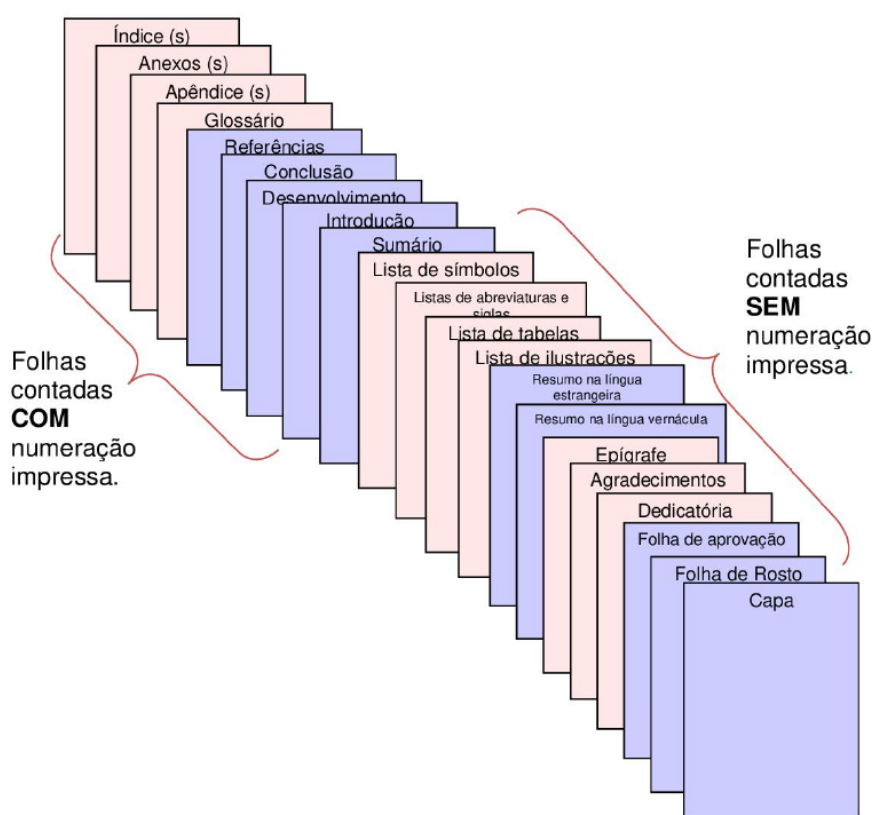 Índice (s)
Anexos (s)
Apêndice (s)
Glossário
Referências
Conclusão
Desenvolvimento
Introdução
Sumário
Lista de símbolos
Listas de abreviaturas e
siglas
Lista de tabelas
Lista de ilustrações
Resumo na língua
estrangeira
Resumo na língua vernácula
Epígrafe
Agradecimentos
Dedicatória
Folha de aprovação
Folha de Rosto
Capa
Folhas
contadas
SEM
numeração
impressa.
Folhas
contadas
COM
numeração
impressa.